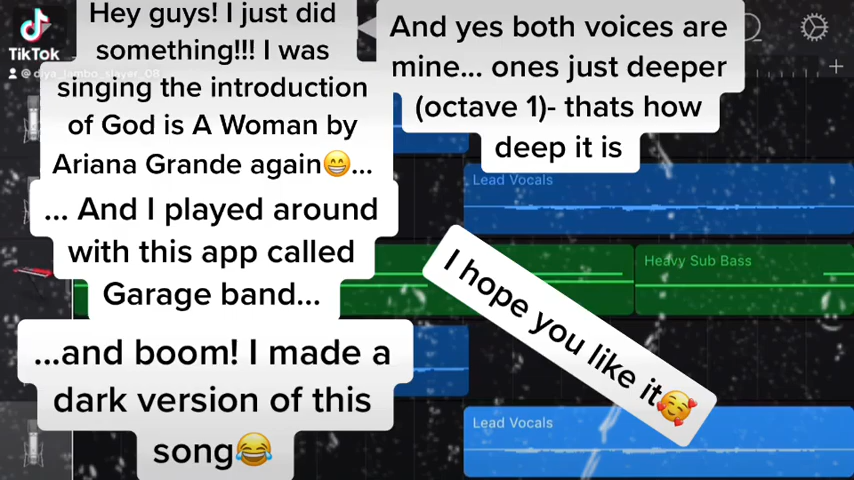 Hey guys! I just did
something!!! I was
singing the introduction
of God is A Woman by
Ariana Grande again😁...
... And I played around
with this app called
Garage band...
...and boom! I made a
dark version of this
song😂
And yes both voices are
mine... ones just deeper
(octave 1)- thats how
deep it is
I hope you like it🥰
TikTok
Lead Vocals
Heavy Sub Bass
Lead Vocals